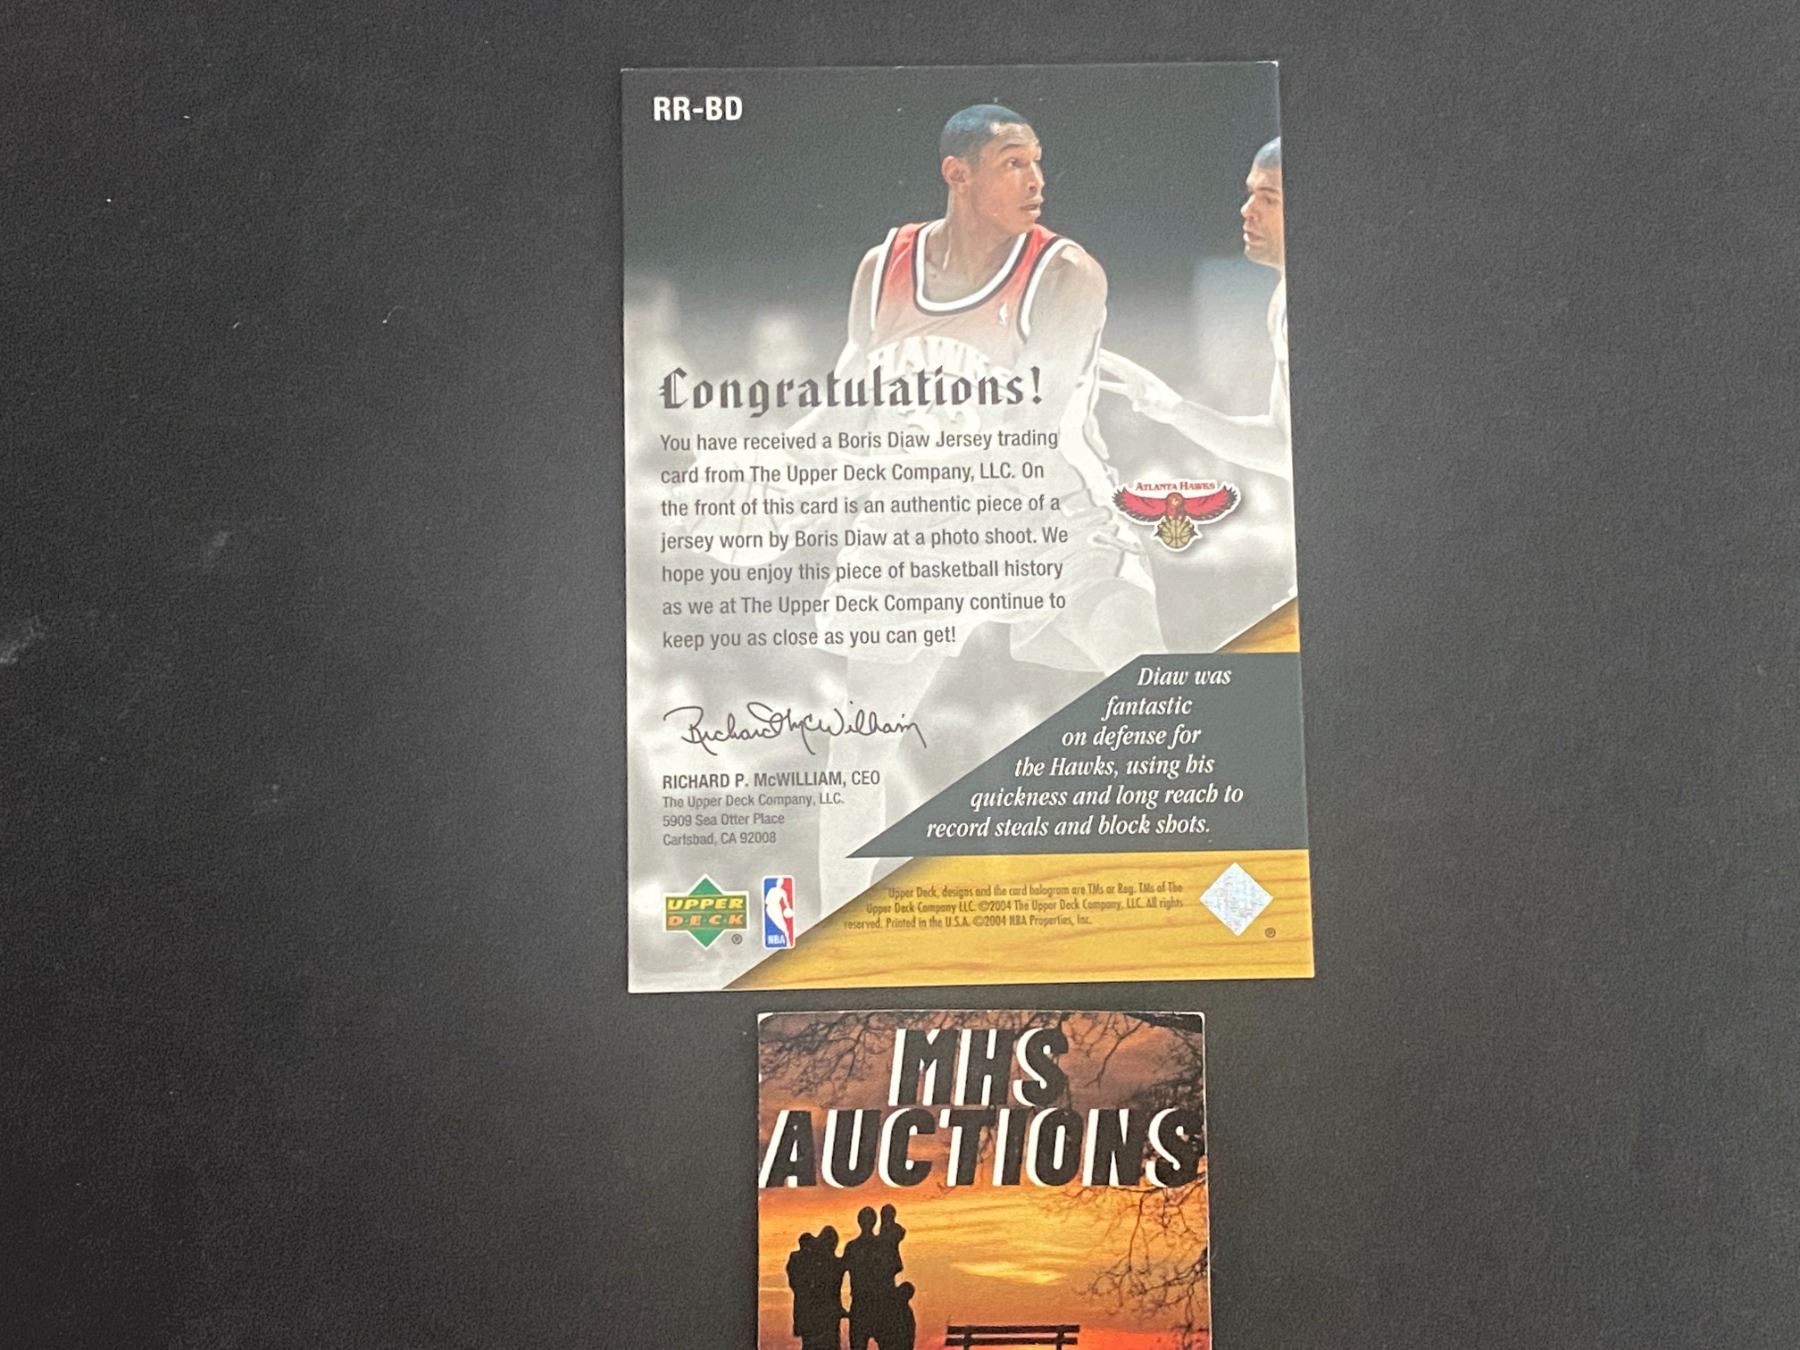 RR-BD
HAWKS
Congratulations!
You have received a Boris Diaw Jersey trading
card from The Upper Deck Company, LLC. On
the front of this card is an authentic piece of a
jersey worn by Boris Diaw at a photo shoot. We
hope you enjoy this piece of basketball history
as we at The Upper Deck Company continue to
keep you as close as you can get!
ATLANTA HAWKS
Richard McWilliam
RICHARD P. McWILLIAM, CEO
The Upper Deck Company, LLC.
5909 Sea Otter Place
Carlsbad, CA 92008
Diaw was
fantastic
on defense for
the Hawks, using his
quickness and long reach to
record steals and block shots.
UPPER
D·E·C·K
®
NBA
Upper Deck, designs and the card hologram are TMs or Reg. TMs of The
Upper Deck Company LLC. ©2004 The Upper Deck Company, LLC. All rights
reserved. Printed in the U.S.A. ©2004 NBA Properties, Inc.
®
MHS
AUCTIONS